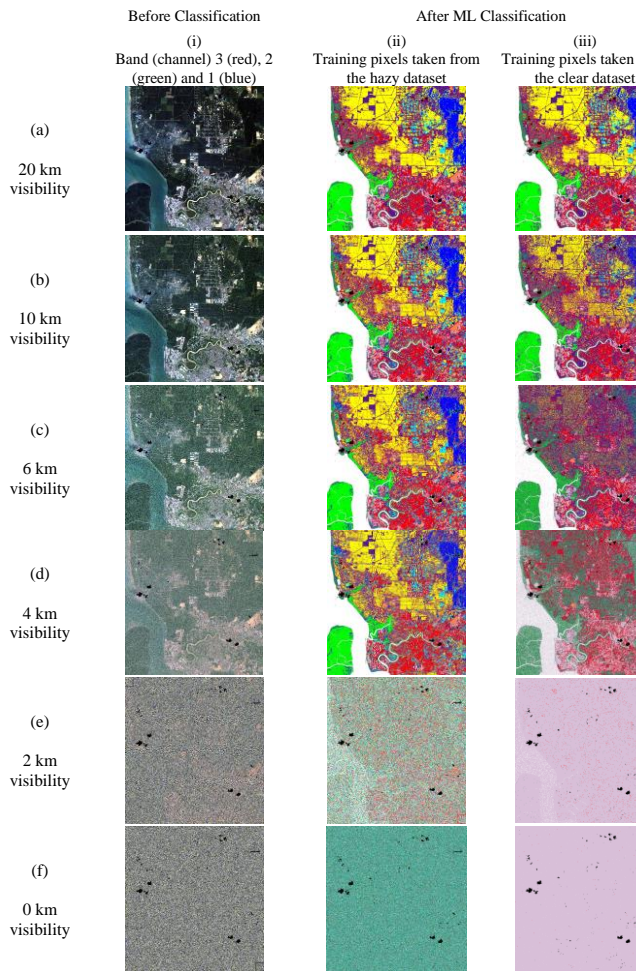 Before Classification
After ML Classification
(i)
Band (channel) 3 (red), 2
(green) and 1 (blue)
(ii)
Training pixels taken from
the hazy dataset
(iii)
Training pixels taken
the clear dataset
(a)
20 km
visibility
(b)
10 km
visibility
(c)
6 km
visibility
(d)
4 km
visibility
(e)
2 km
visibility
(f)
0 km
visibility